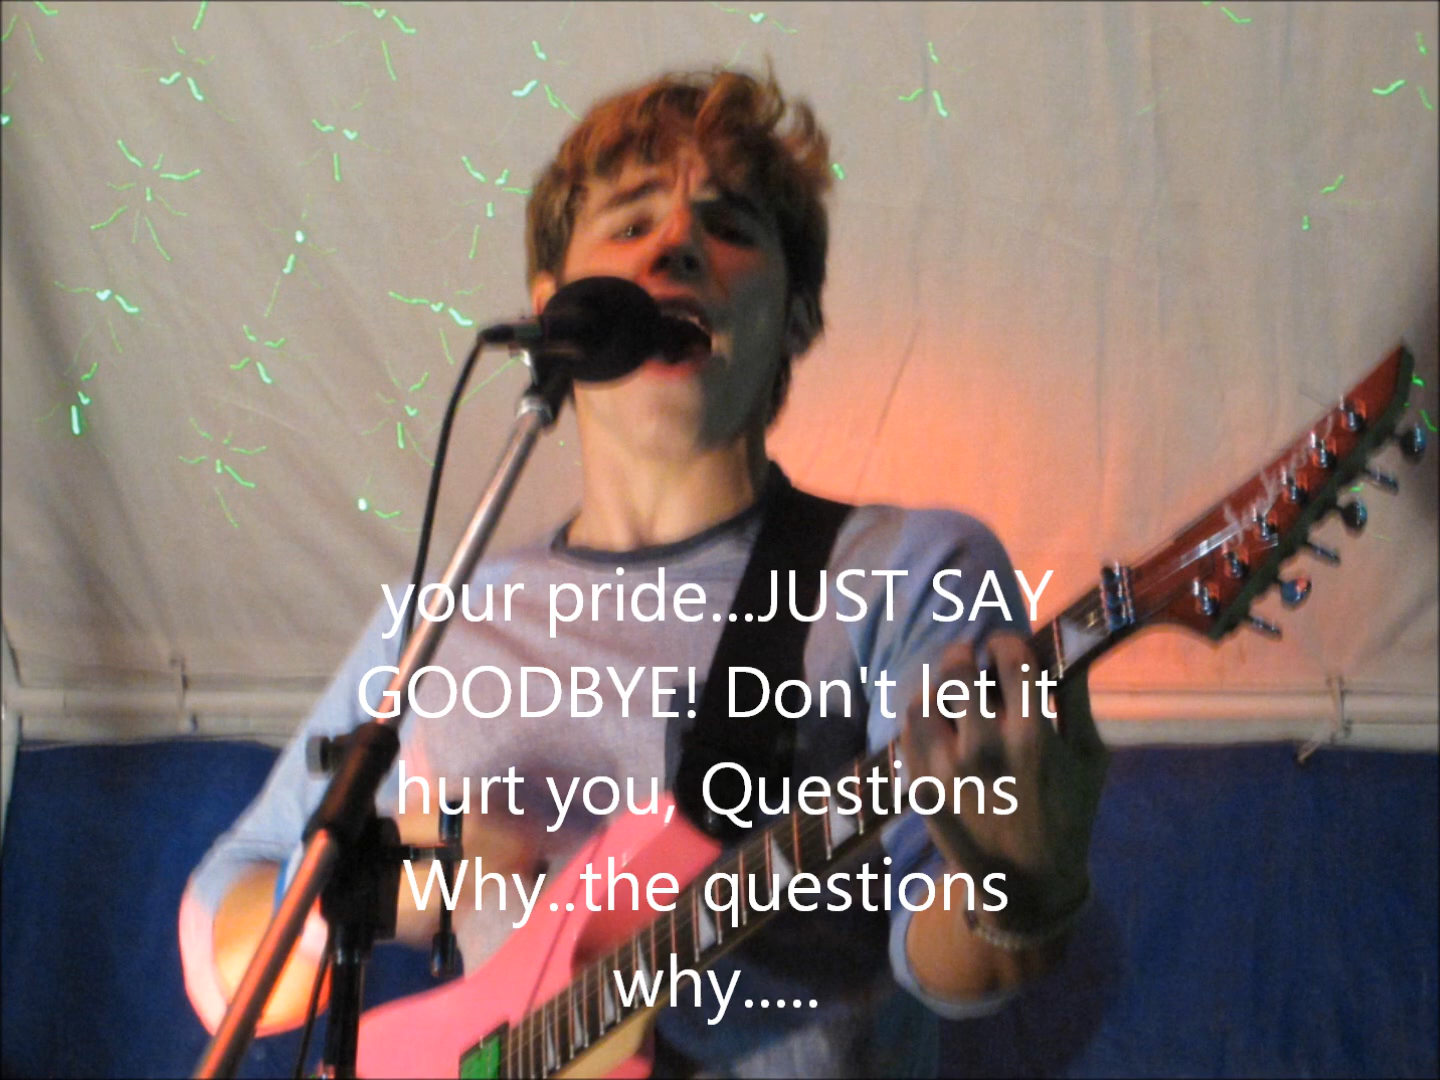 your pride...JUST SAY
GOODBYE! Don't let it
hurt you, Questions
Why..the questions
why.....